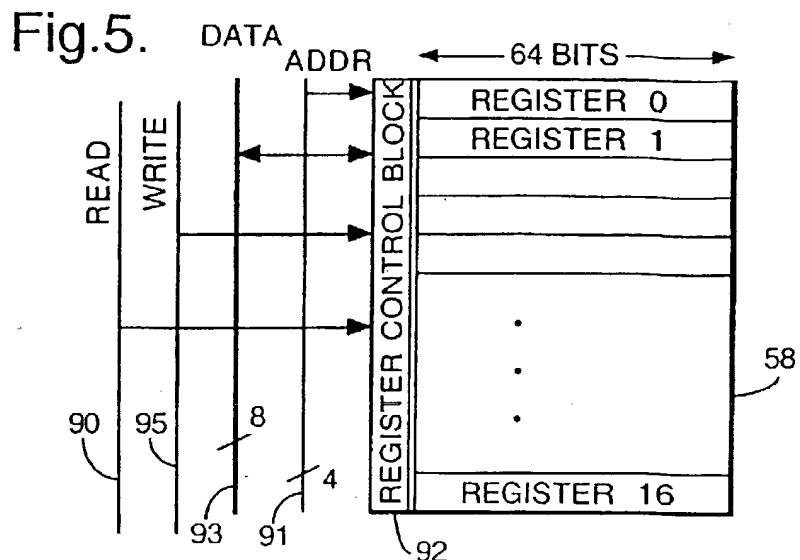 Fig.5.
DATA
ADDR
64 BITS
READ
WRITE
REGISTER CONTROL BLOCK
REGISTER 0
REGISTER 1
58
90
95
8
93
4
91
REGISTER 16
92